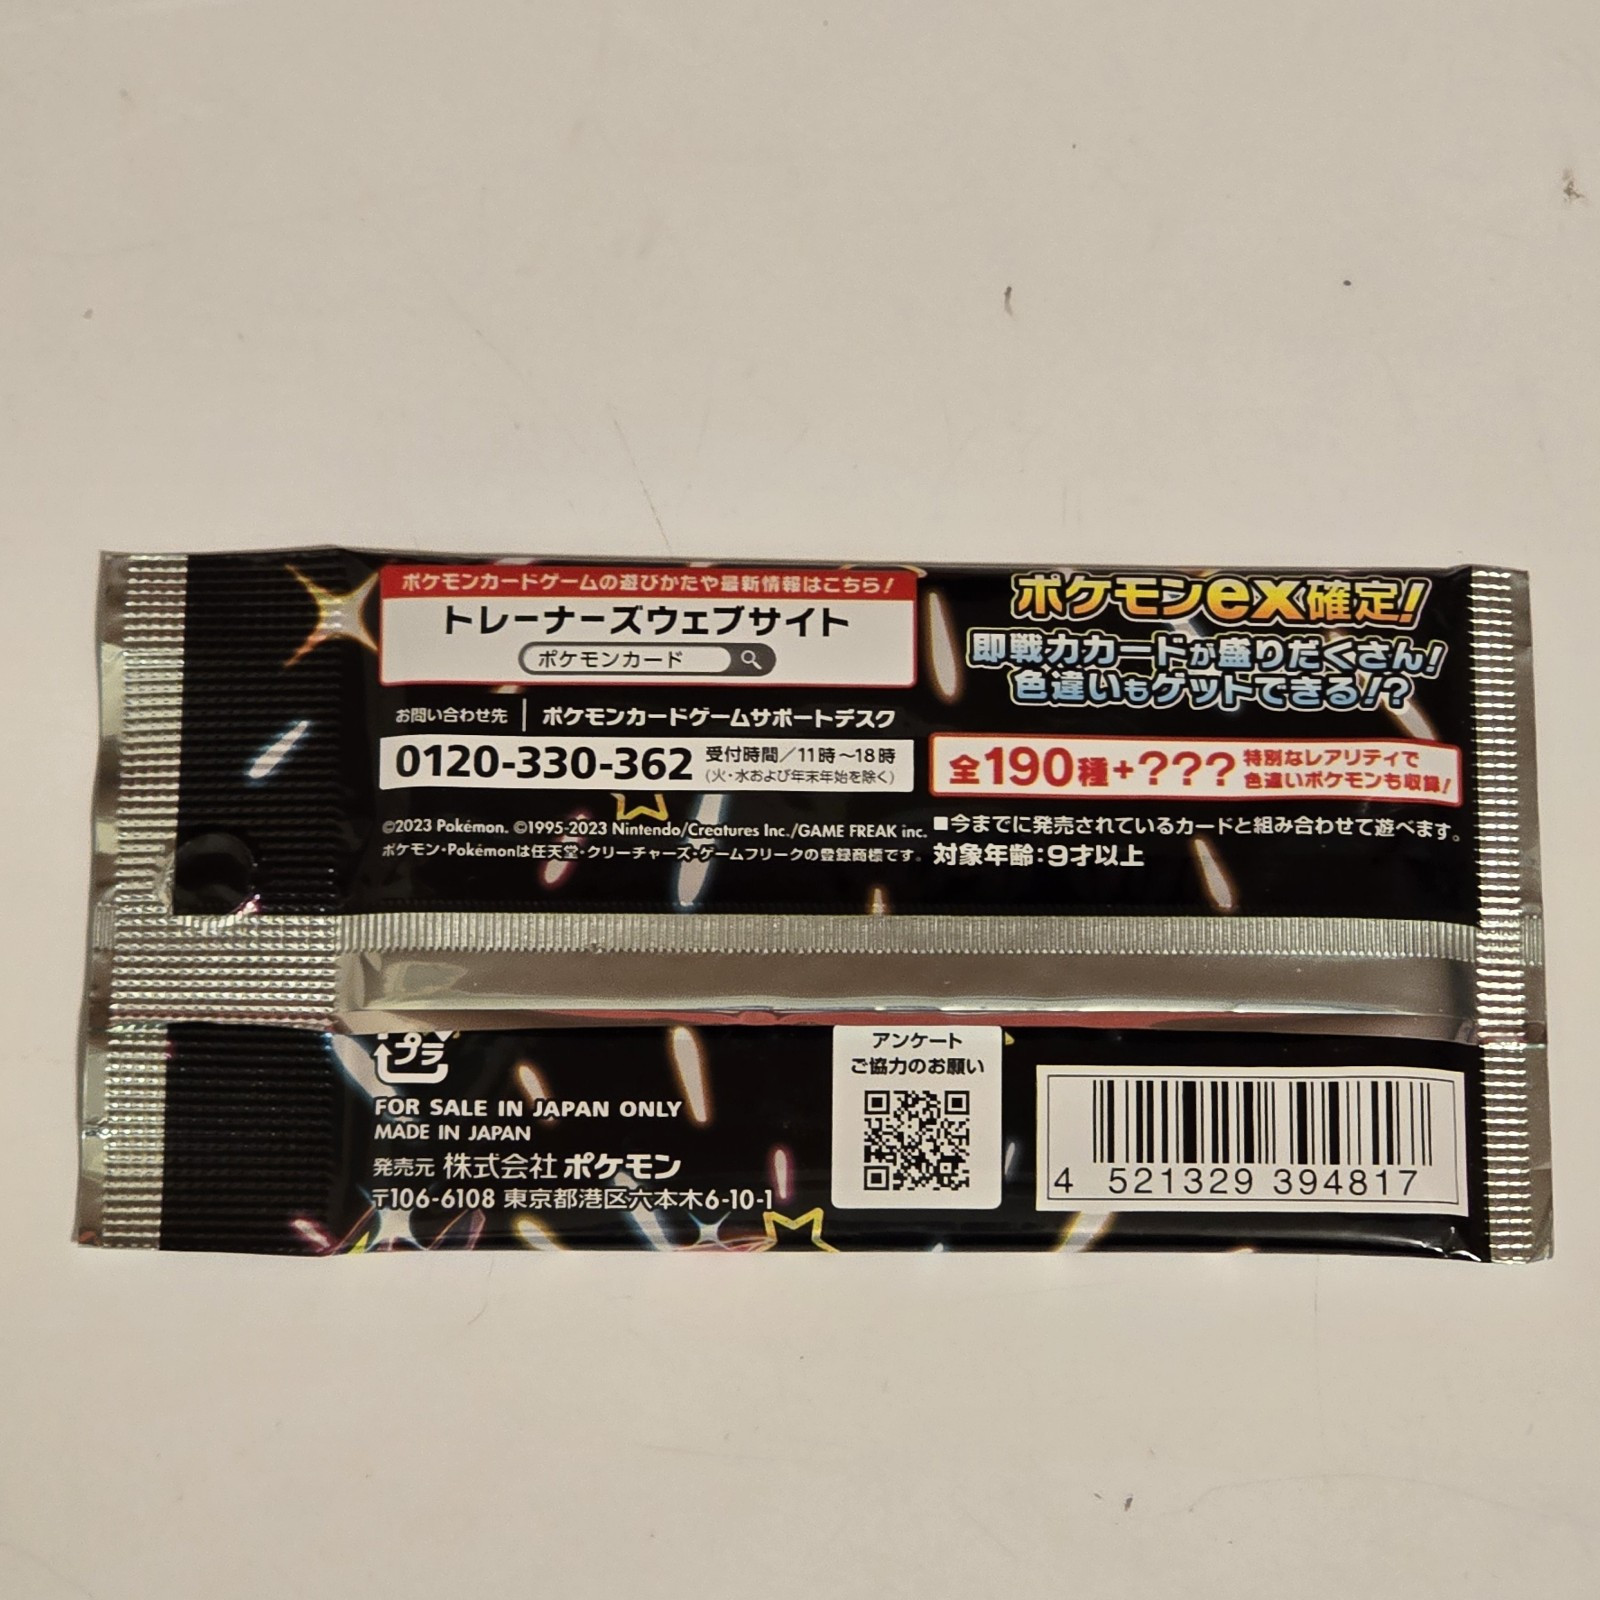 ポケモンカードゲームの遊びかたや最新情報はこちら!
トレーナーズウェブサイト
ポケモンカード
お問い合わせ先 ポケモンカードゲームサポートデスク
0120-330-362 受付時間/11時~18時
(火・水および年末年始を除く)
©2023 Pokémon. ©1995-2023 Nintendo/Creatures Inc./GAME FREAK inc.
ポケモン・Pokémonは任天堂・クリーチャーズ・ゲームフリークの登録商標です。
ポケモンex確定!
即戦力カードが盛りだくさん!
色違いもゲットできる!?
全190種+??? 特別なレアリティで
色違いポケモンも収録!
■今までに発売されているカードと組み合わせて遊べます。
対象年齢:9才以上
プラ
FOR SALE IN JAPAN ONLY
MADE IN JAPAN
発売元 株式会社ポケモン
〒106-6108 東京都港区六本木6-10-1
アンケート
ご協力のお願い
4 521329 394817